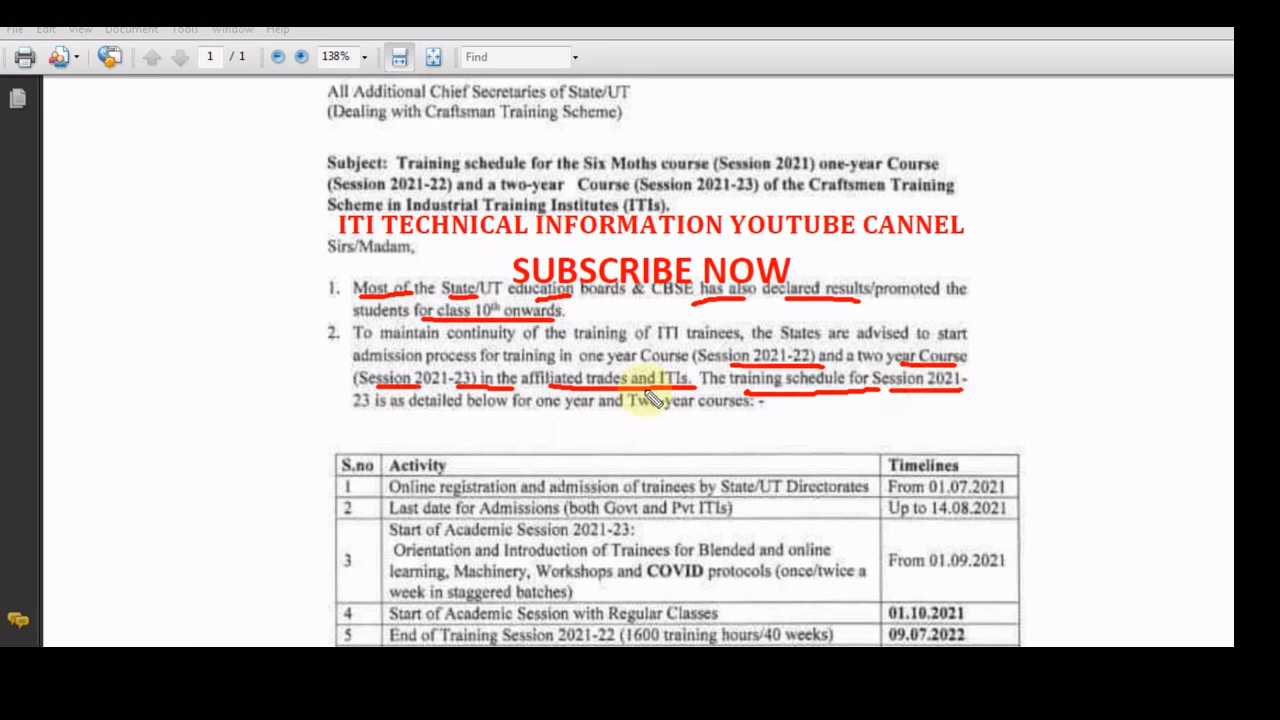 File Edit View Document Tools Window Help
1 / 1 138% Find
All Additional Chief Secretaries of State/UT
(Dealing with Craftsman Training Scheme)
Subject: Training schedule for the Six Moths course (Session 2021) one-year Course
(Session 2021-22) and a two-year Course (Session 2021-23) of the Craftsmen Training
Scheme in Industrial Training Institutes (ITIs).
ITI TECHNICAL INFORMATION YOUTUBE CANNEL
Sirs/Madam,
SUBSCRIBE NOW
1. Most of the State/UT education boards & CBSE has also declared results/promoted the
students for class 10th onwards.
2. To maintain continuity of the training of ITI trainees, the States are advised to start
admission process for training in one year Course (Session 2021-22) and a two year Course
(Session 2021-23) in the affiliated trades and ITIs. The training schedule for Session 2021-
23 is as detailed below for one year and Two year courses: -
S.no Activity Timelines
1 Online registration and admission of trainees by State/UT Directorates From 01.07.2021
2 Last date for Admissions (both Govt and Pvt ITIs) Up to 14.08.2021
3 Start of Academic Session 2021-23:
Orientation and Introduction of Trainees for Blended and online
learning, Machinery, Workshops and COVID protocols (once/twice a
week in staggered batches) From 01.09.2021
4 Start of Academic Session with Regular Classes 01.10.2021
5 End of Training Session 2021-22 (1600 training hours/40 weeks) 09.07.2022